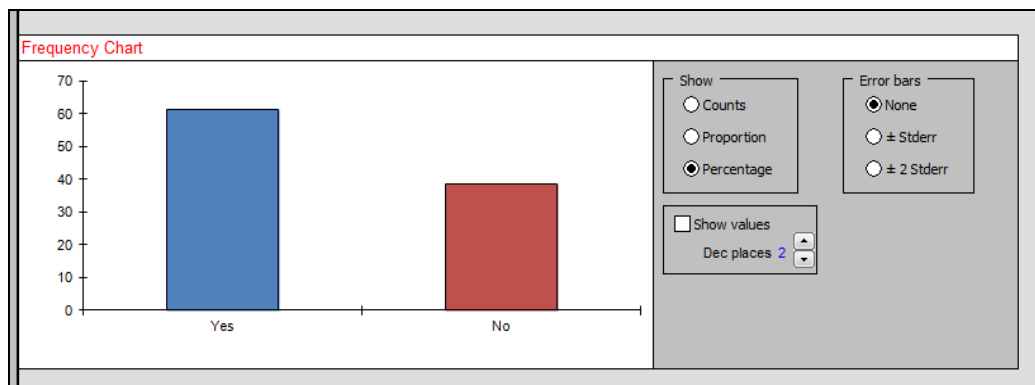 Frequency Chart
70
60
50
40
30
20
10
0
Yes
No
Show
Counts
Proportion
Percentage
Error bars
None
± Stderr
± 2 Stderr
Show values
Dec places 2